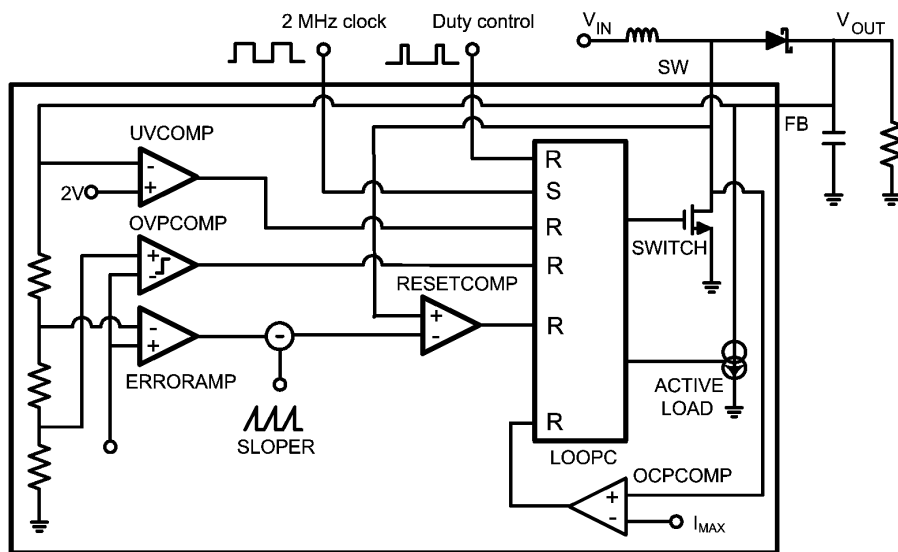 2 MHz clock
Duty control
VIN
VOUT
SW
FB
UVCOMP
-
+
2V
OVPCOMP
+
-
ERRORAMP
-
+
-
SLOPER
RESETCOMP
+
-
R
S
R
R
R
R
LOOPC
SWITCH
ACTIVE
LOAD
OCPCOMP
+
-
IMAX